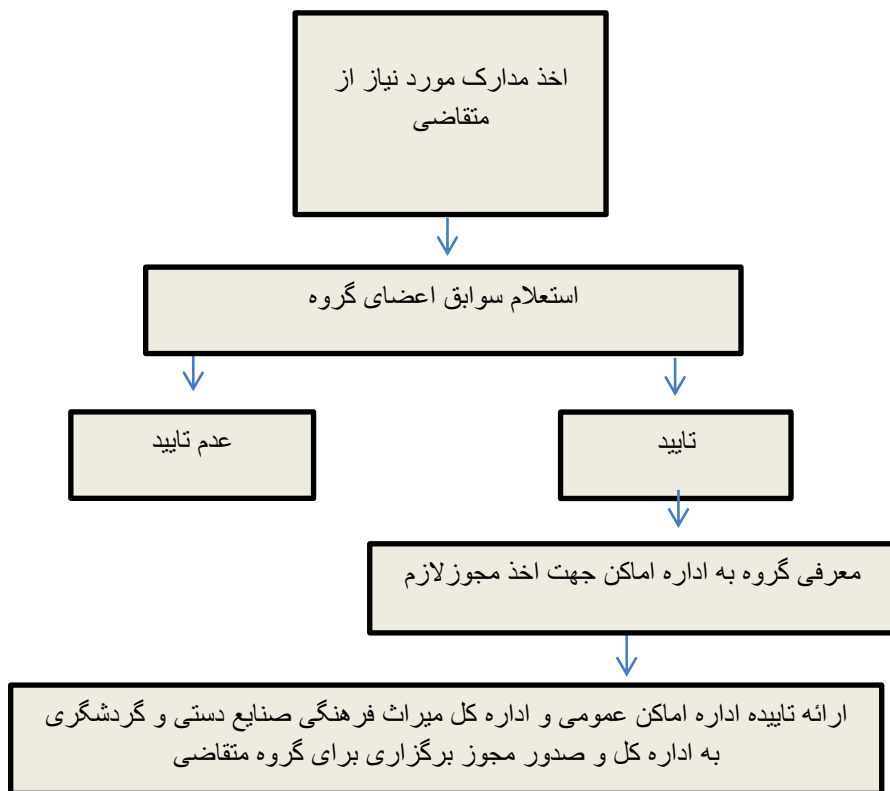 اخذ مدارک مورد نیاز از
متقاضی
استعلام سوابق اعضای گروه
تایید
عدم تایید
معرفی گروه به اداره اماکن جهت اخذ مجوزلازم
ارائه تاییده اداره اماکن عمومی و اداره کل میراث فرهنگی صنایع دستی و گردشگری
به اداره کل و صدور مجوز برگزاری برای گروه متقاضی